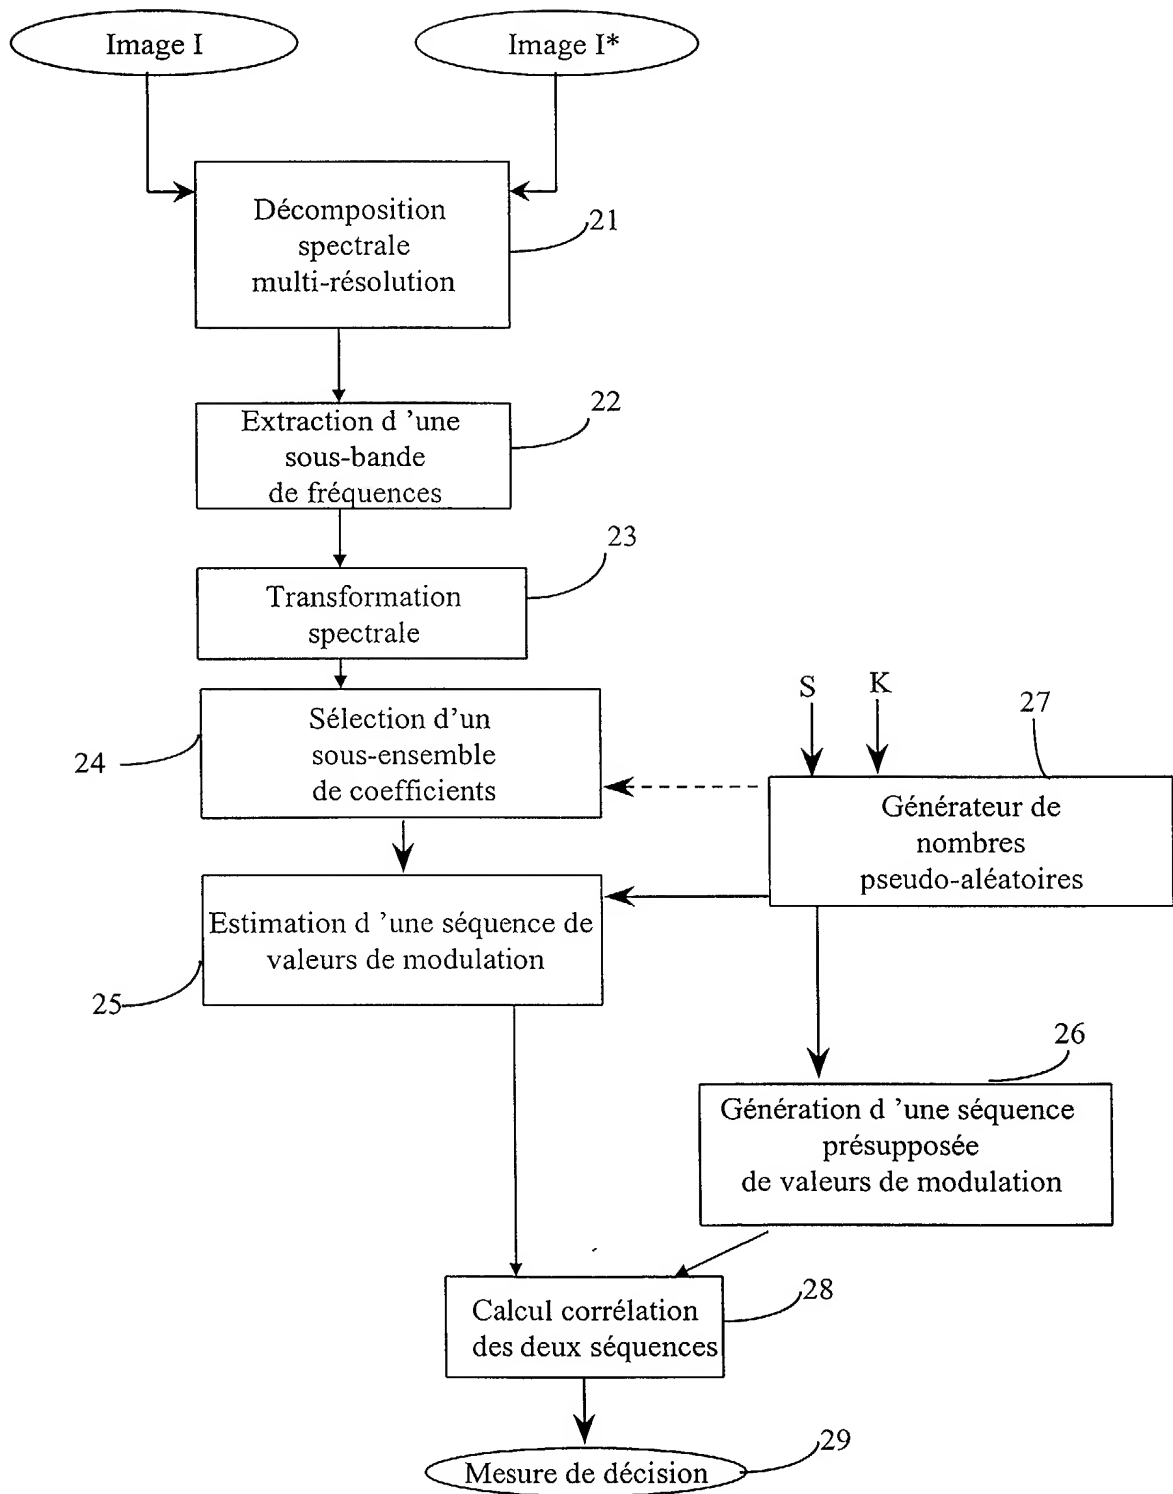 Image I
Image I*
Décomposition
spectrale
multi-résolution
21
Extraction d ’une
sous-bande
de fréquences
22
23
Transformation
spectrale
Sélection d'un
sous-ensemble
de coefficients
24
S
K
27
Générateur de
nombres
pseudo-aléatoires
Estimation d ’une séquence de
valeurs de modulation
25
26
Génération d ’une séquence
présupposée
de valeurs de modulation
Calcul corrélation
des deux séquences
28
Mesure de décision
29